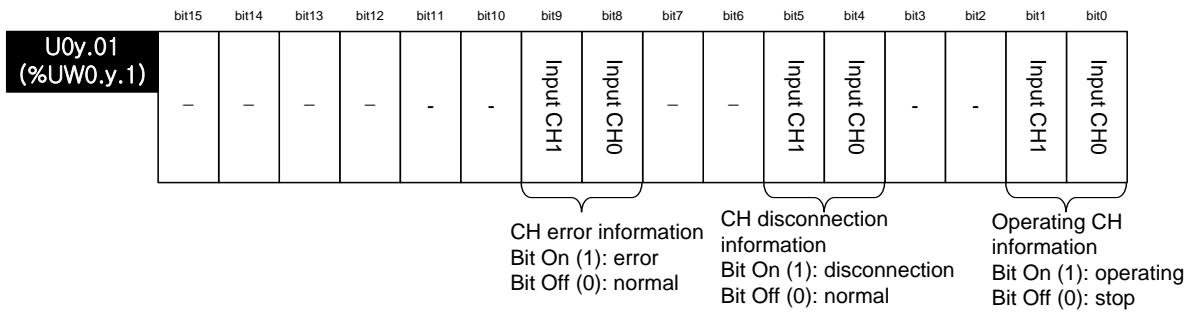 bit15 bit14 bit13 bit12 bit11 bit10 bit9 bit8 bit7 bit6 bit5 bit4 bit3 bit2 bit1 bit0
U0y.01
(%UW0.y.1)
– – – – - - Input CH1 Input CH0 – – Input CH1 Input CH0 - - Input CH1 Input CH0
CH error information
Bit On (1): error
Bit Off (0): normal
CH disconnection
information
Bit On (1): disconnection
Bit Off (0): normal
Operating CH
information
Bit On (1): operating
Bit Off (0): stop